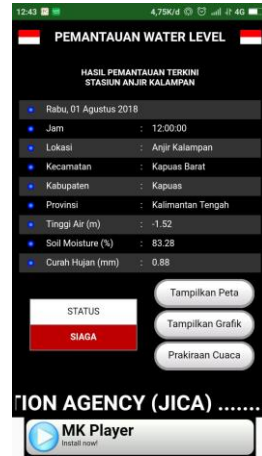 12:43 4,75K/d 4G
PEMANTAUAN WATER LEVEL
HASIL PEMANTAUAN TERKINI
STASIUN ANJIR KALAMPAN
Rabu, 01 Agustus 2018
Jam : 12:00:00
Lokasi : Anjir Kalampan
Kecamatan : Kapuas Barat
Kabupaten : Kapuas
Provinsi : Kalimantan Tengah
Tinggi Air (m) : -1.52
Soil Moisture (%) : 83.28
Curah Hujan (mm) : 0.88
STATUS
SIAGA
Tampilkan Peta
Tampilkan Grafik
Prakiraan Cuaca
TION AGENCY (JICA) .......
MK Player
Install now!